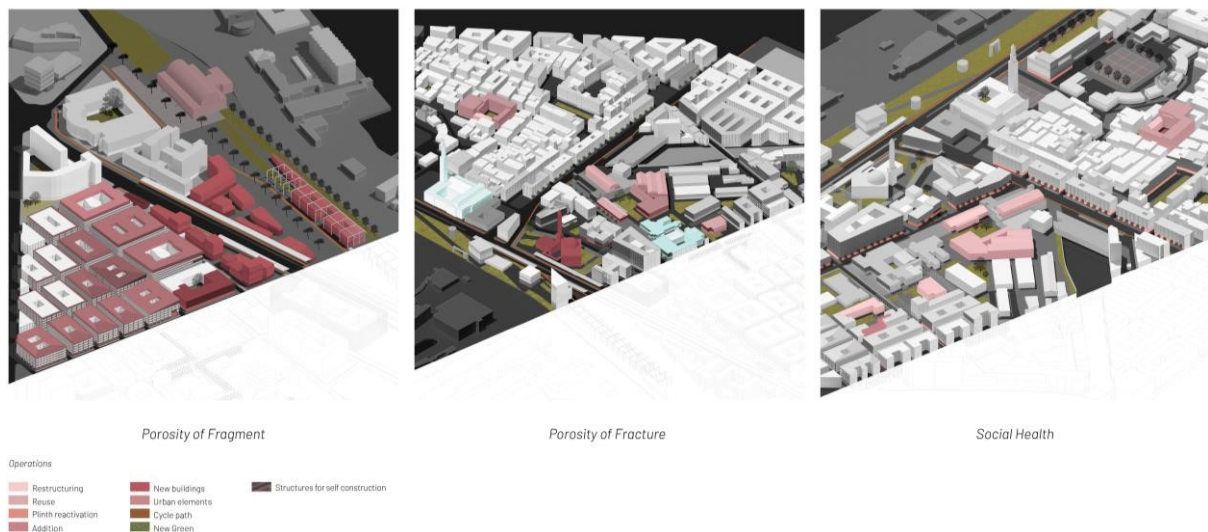 Porosity of Fragment
Porosity of Fracture
Social Health
Operations
Restructuring
Reuse
Plinth reactivation
Addition
New buildings
Urban elements
Cycle path
New Green
Structures for self construction